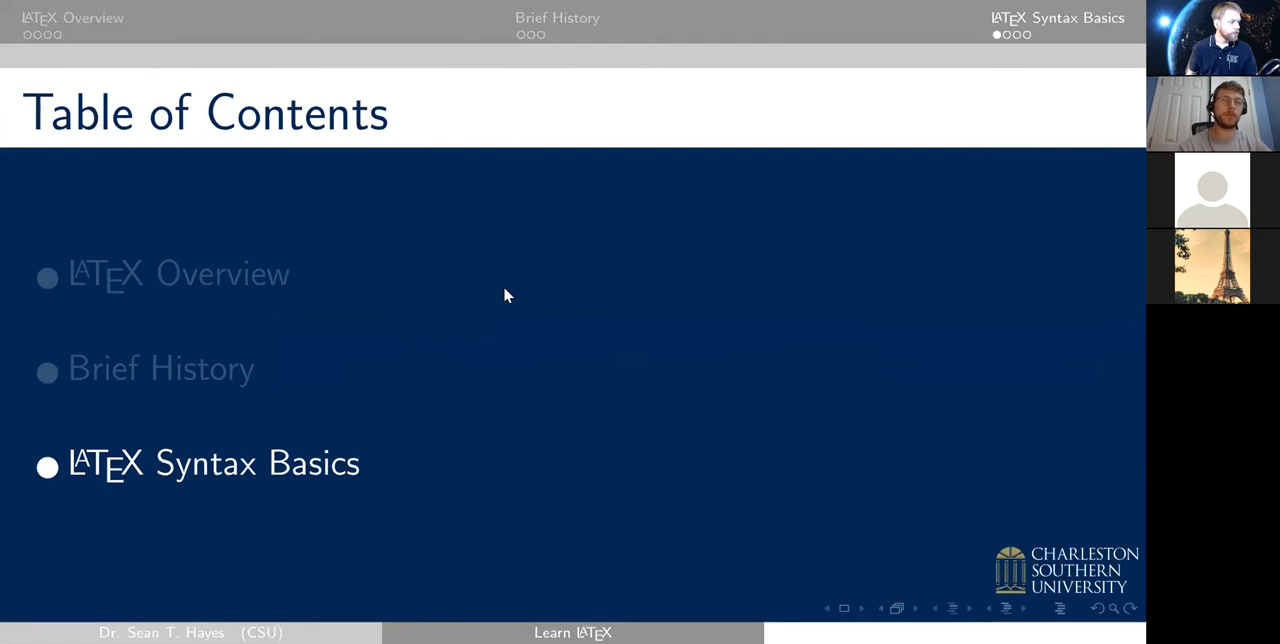 LATEX Overview
Brief History
LATEX Syntax Basics
Table of Contents
LATEX Overview
Brief History
LATEX Syntax Basics
CHARLESTON
SOUTHERN
UNIVERSITY
Dr. Sean T. Hayes (CSU)
Learn LATEX